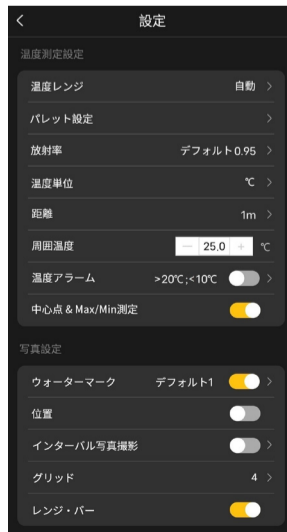 設定
温度測定設定
温度レンジ 自動
パレット設定
放射率 デフォルト0.95
温度単位 ℃
距離 1m
周囲温度 − 25.0 + ℃
温度アラーム >20℃;<10℃
中心点 & Max/Min測定
写真設定
ウォーターマーク デフォルト1
位置
インターバル写真撮影
グリッド 4
レンジ・バー